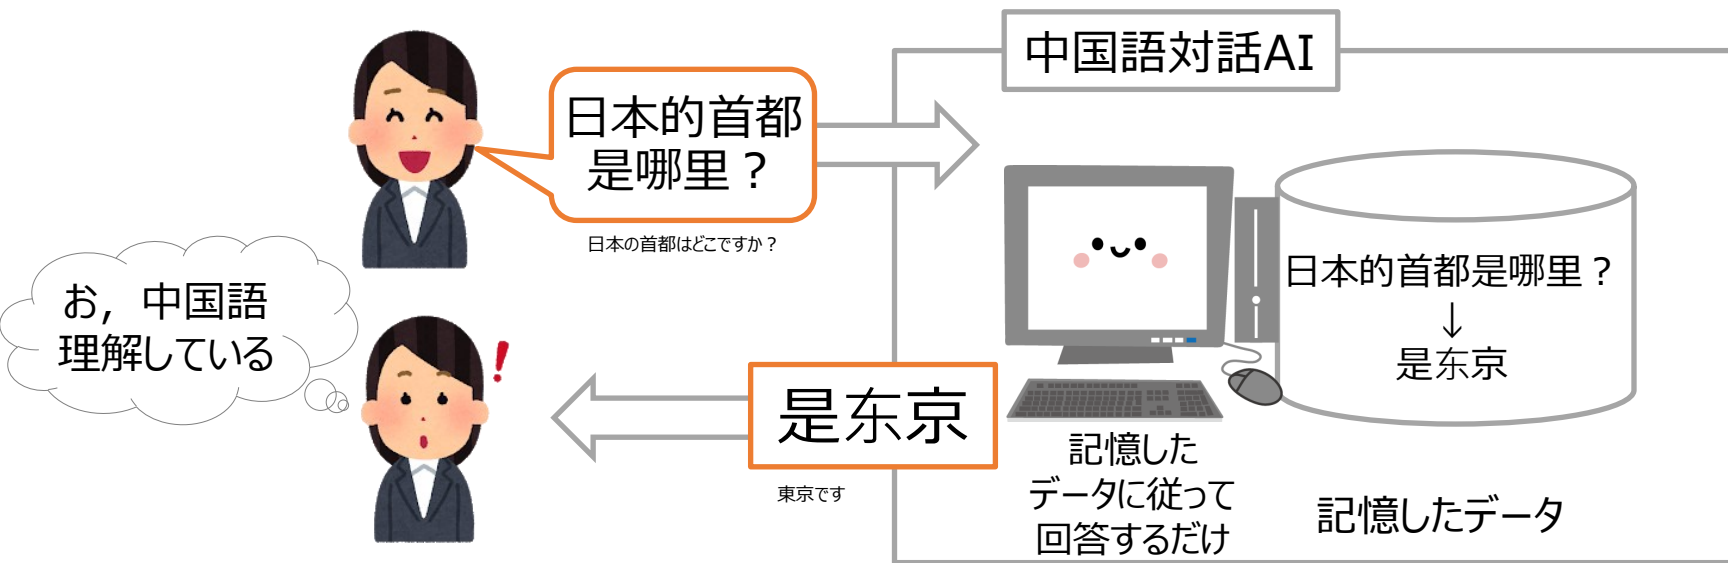 中国語対話AI
日本的首都
是哪里？
日本の首都はどこですか？
お，中国語
理解している
是东京
東京です
日本的首都是哪里？
↓
是东京
記憶した
データに従って
回答するだけ
記憶したデータ